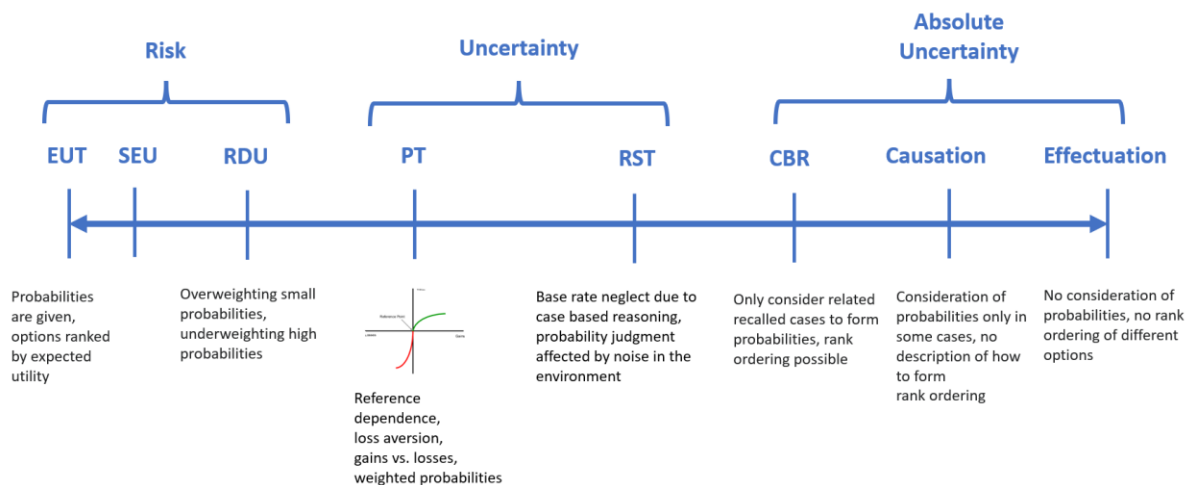 Risk
Uncertainty
Absolute
Uncertainty
EUT
SEU
RDU
PT
RST
CBR
Causation
Effectuation
Probabilities
are given,
options ranked
by expected
utility
Overweighting small
probabilities,
underweighting high
probabilities
Reference Point
Losses
Gains
Reference
dependence,
loss aversion,
gains vs. losses,
weighted probabilities
Base rate neglect due to
case based reasoning,
probability judgment
affected by noise in the
environment
Only consider related
recalled cases to form
probabilities, rank
ordering possible
Consideration of
probabilities only in
some cases, no
description of how
to form
rank ordering
No consideration of
probabilities, no rank
ordering of different
options